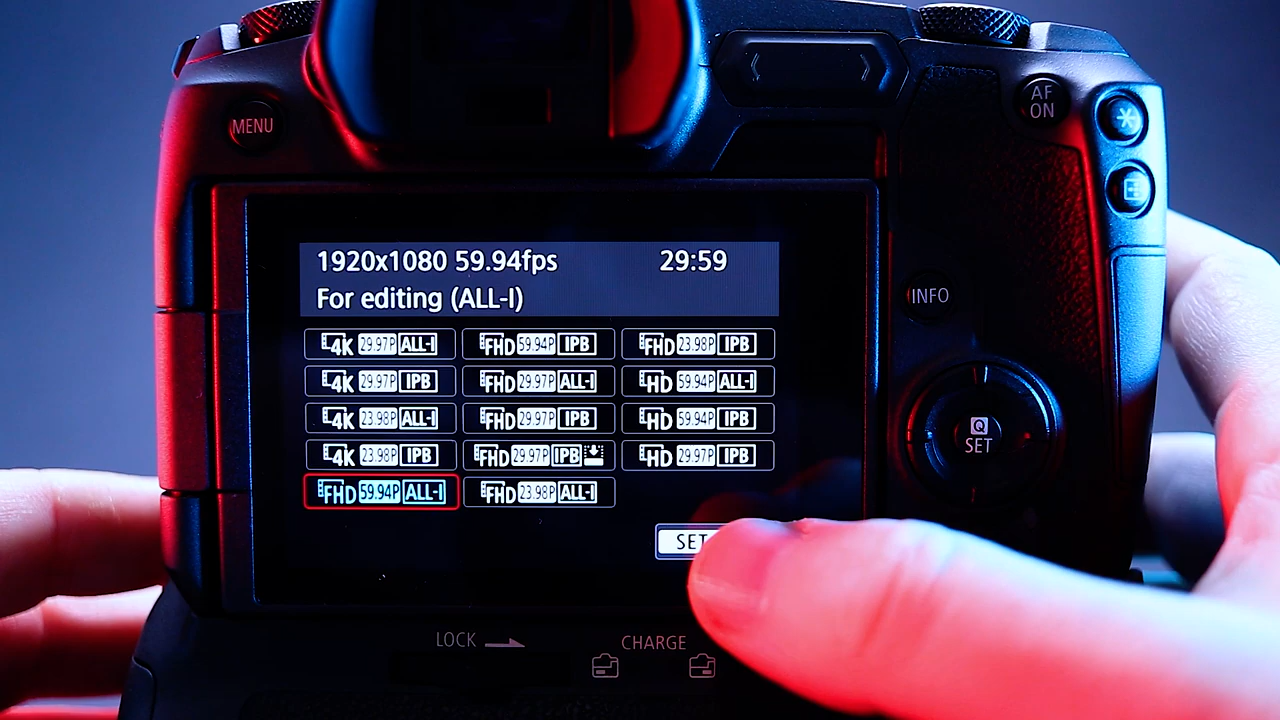 MENU
AF
ON
1920x1080 59.94fps 29:59
For editing (ALL-I)
4K 29.97P ALL-I FHD 59.94P IPB FHD 23.98P IPB
4K 29.97P IPB FHD 29.97P ALL-I HD 59.94P ALL-I
4K 23.98P ALL-I FHD 29.97P IPB HD 59.94P IPB
4K 23.98P IPB FHD 29.97P IPB HD 29.97P IPB
FHD 59.94P ALL-I FHD 23.98P ALL-I
SET
INFO
Q
SET
LOCK
CHARGE